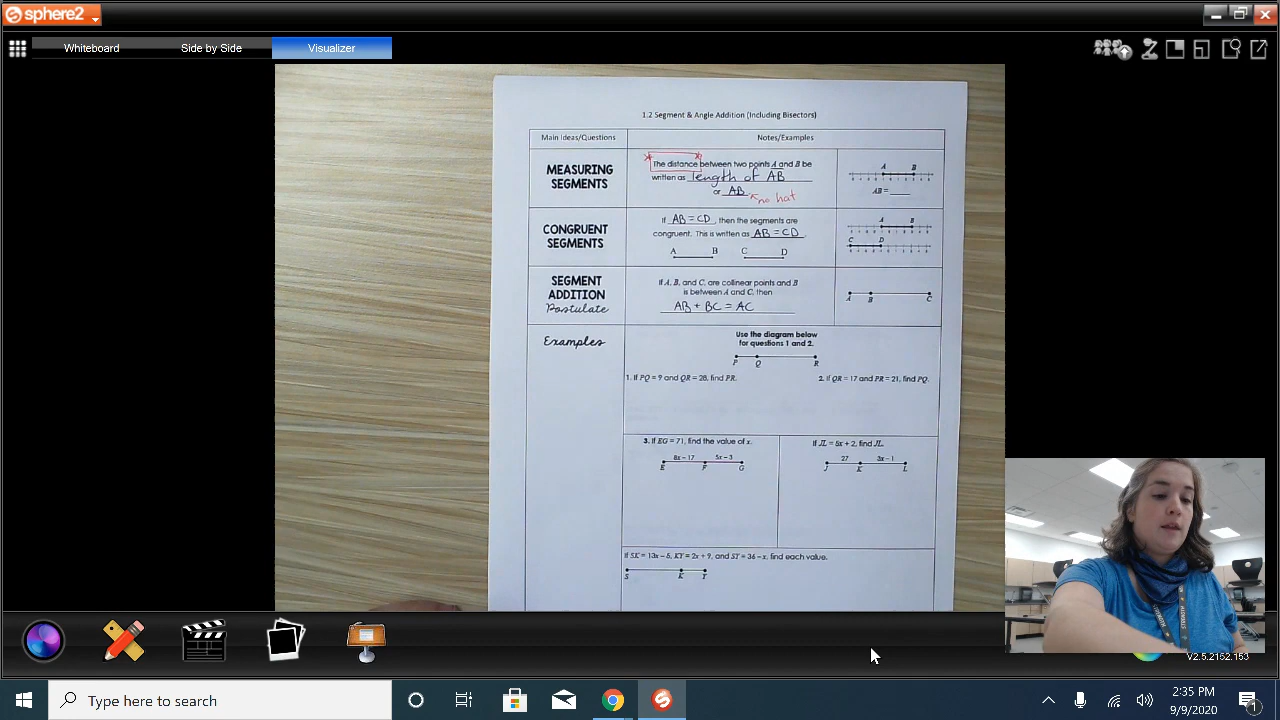 sphere2
Whiteboard Side by Side Visualizer
1.2 Segment & Angle Addition (Including Bisectors)
Main Ideas/Questions Notes/Examples
MEASURING
SEGMENTS
The distance between two points A and B be
written as length of AB
or AB no hat
A B
AB = ____
CONGRUENT
SEGMENTS
If AB = CD, then the segments are
congruent. This is written as AB = CD.
A B C D
A B
C D
SEGMENT
ADDITION
Postulate
If A, B, and C, are collinear points and B
is between A and C, then
AB + BC = AC
A B C
Examples
Use the diagram below
for questions 1 and 2.
P Q R
1. If PQ = 9 and QR = 28, find PR. 2. If QR = 17 and PR = 21, find PQ.
3. If EG = 71, find the value of x.
8x – 17 5x – 3
E F G
If JL = 6x + 2, find JL.
27 3x – 1
J K L
If SK = 13x – 5, KY = 2x + 9, and SY = 36 – x, find each value.
S K Y
STRENGTH
V2.5.2152.153
Type here to search
2:35 PM
9/9/2020
1